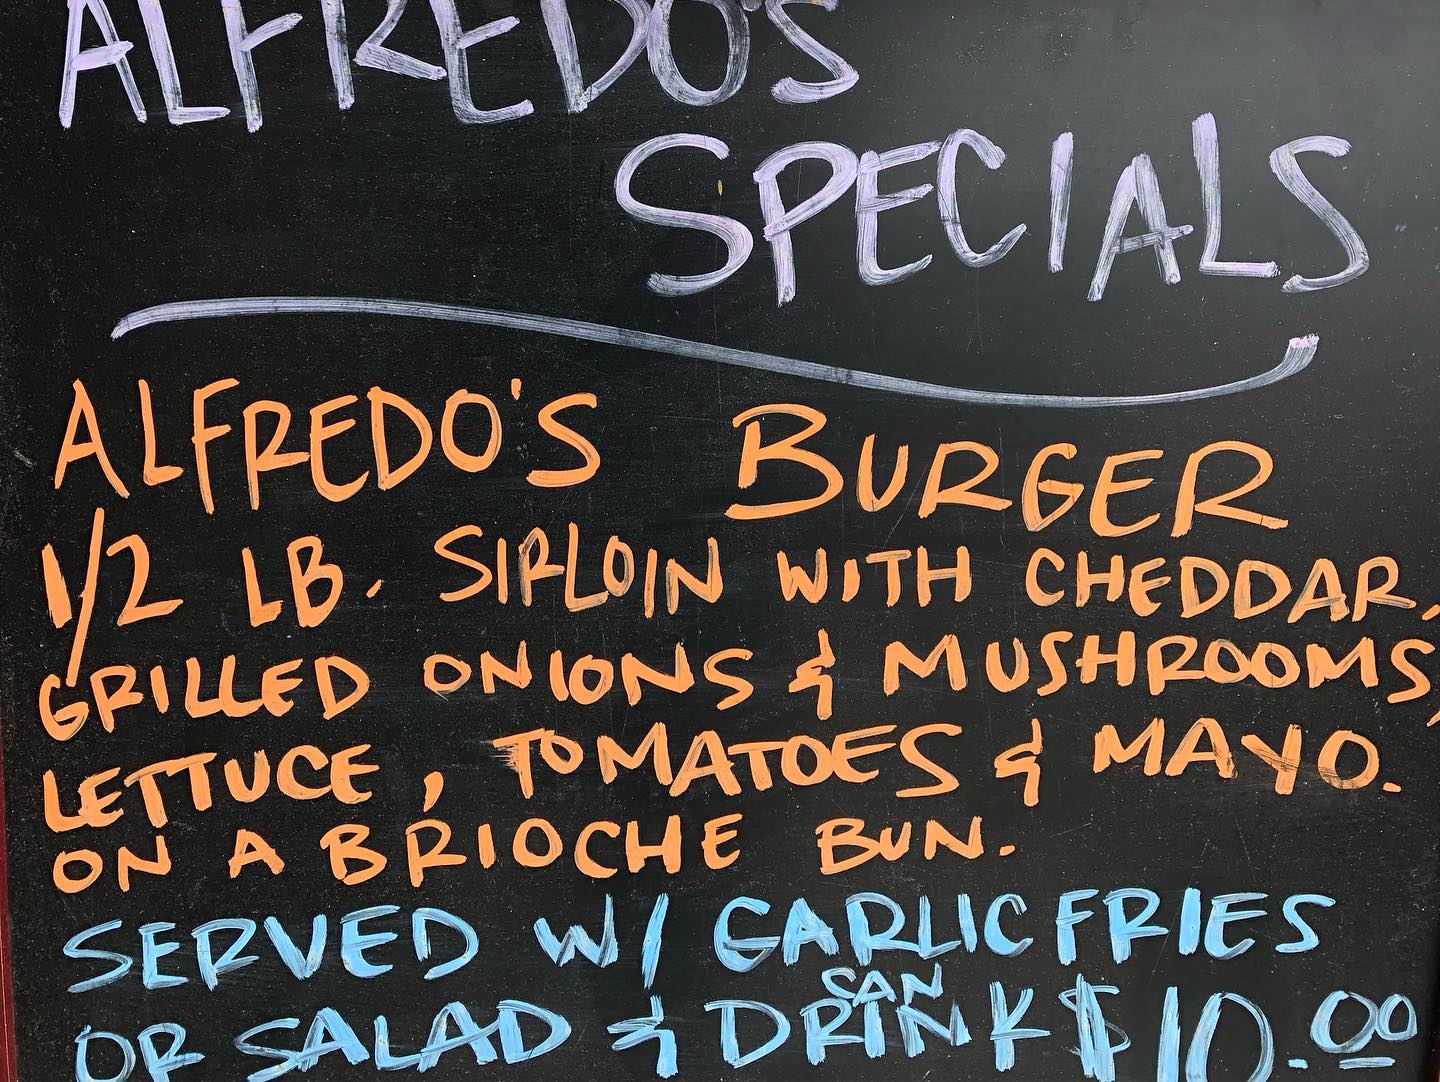 ALFREDO'S
SPECIALS
ALFREDO'S BURGER
1/2 LB. SIRLOIN WITH CHEDDAR,
GRILLED ONIONS & MUSHROOMS,
LETTUCE, TOMATOES & MAYO.
ON A BRIOCHE BUN.
SERVED W/ GARLIC FRIES
CAN
OR SALAD & DRINK $10.00